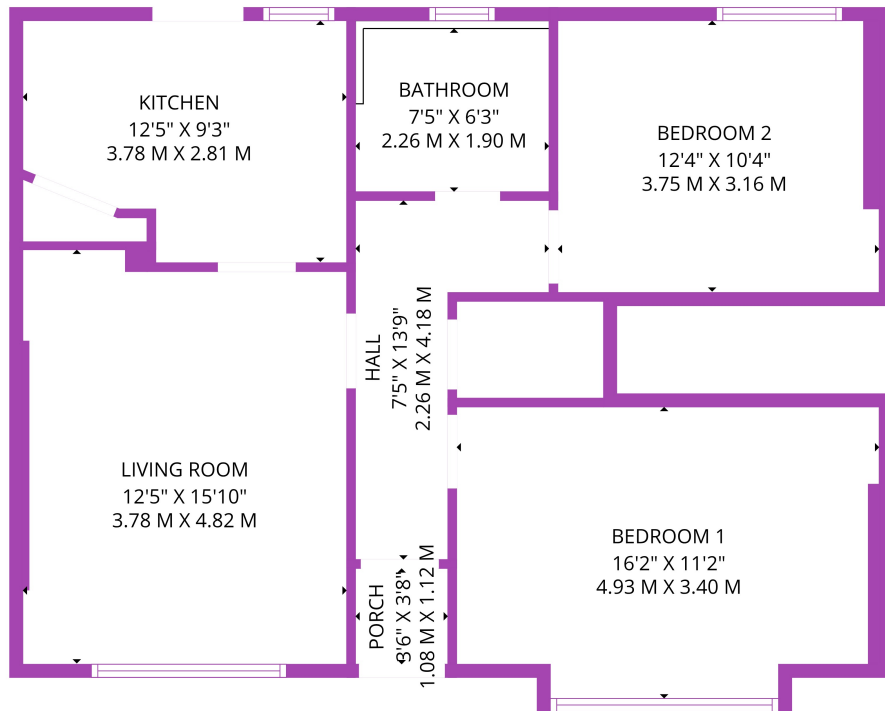 KITCHEN
12'5" X 9'3"
3.78 M X 2.81 M
BATHROOM
7'5" X 6'3"
2.26 M X 1.90 M
BEDROOM 2
12'4" X 10'4"
3.75 M X 3.16 M
HALL
7'5" X 13'9"
2.26 M X 4.18 M
LIVING ROOM
12'5" X 15'10"
3.78 M X 4.82 M
BEDROOM 1
16'2" X 11'2"
4.93 M X 3.40 M
PORCH
3'6" X 3'8"
1.08 M X 1.12 M